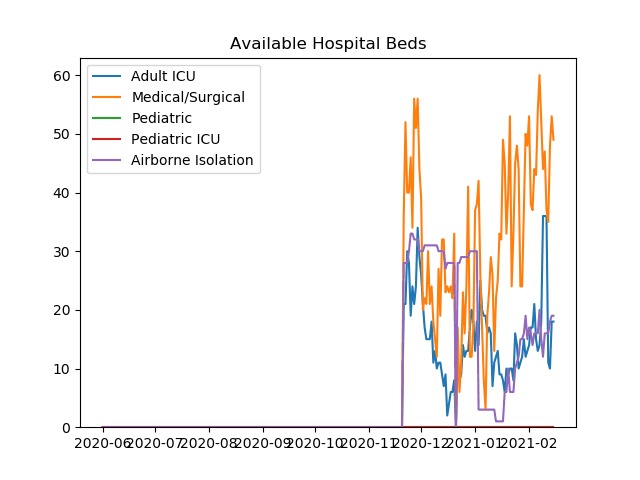 Available Hospital Beds
60
50
40
30
20
10
0
Adult ICU
Medical/Surgical
Pediatric
Pediatric ICU
Airborne Isolation
2020-06 2020-07 2020-08 2020-09 2020-10 2020-11 2020-12 2021-01 2021-02